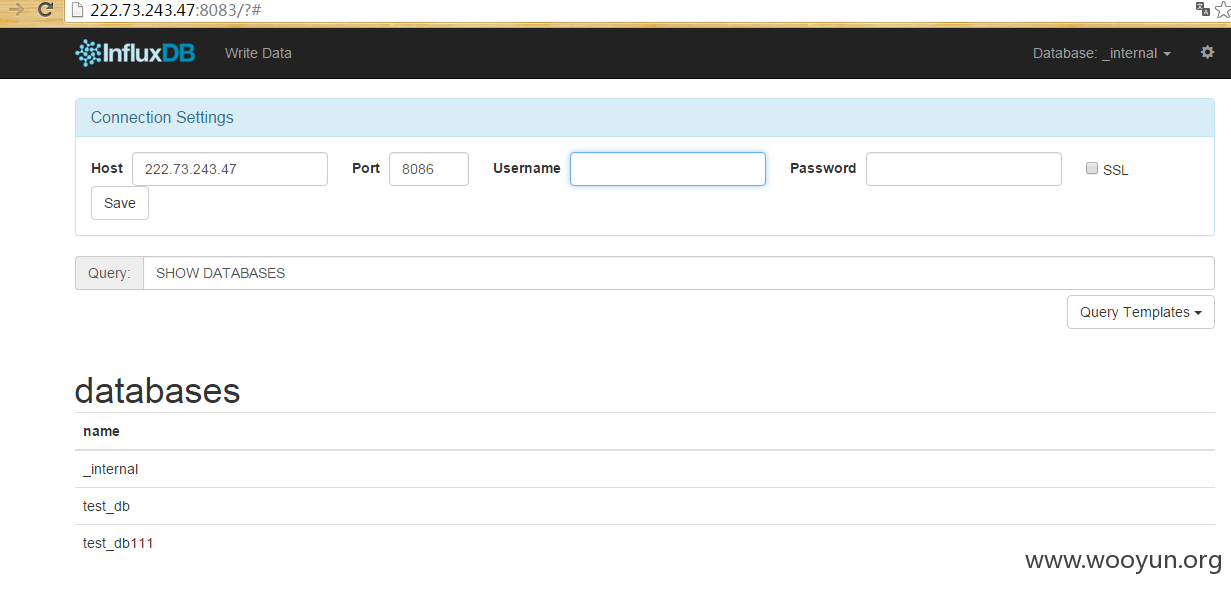 222.73.243.47:8083/?#
InfluxDB Write Data Database: _internal
Connection Settings
Host 222.73.243.47 Port 8086 Username Password SSL
Save
Query: SHOW DATABASES
Query Templates
databases
name
_internal
test_db
test_db111
www.wooyun.org